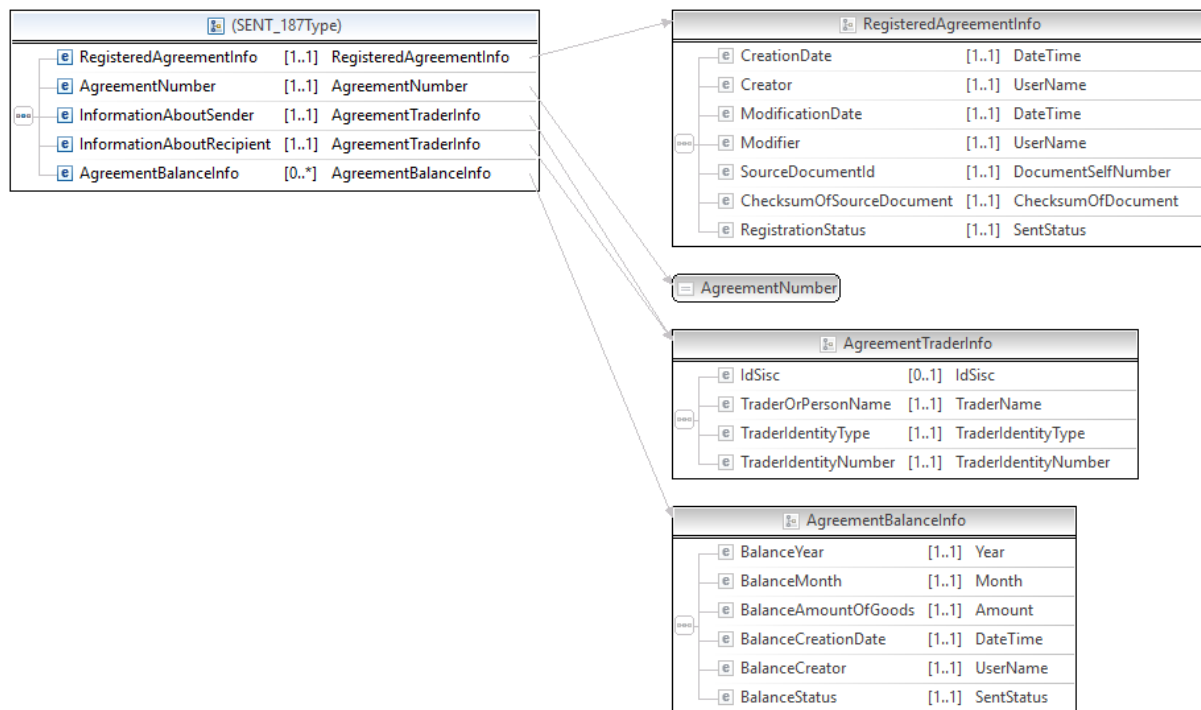 (SENT_187Type)
RegisteredAgreementInfo [1..1] RegisteredAgreementInfo
AgreementNumber [1..1] AgreementNumber
InformationAboutSender [1..1] AgreementTraderInfo
InformationAboutRecipient [1..1] AgreementTraderInfo
AgreementBalanceInfo [0..*] AgreementBalanceInfo
RegisteredAgreementInfo
e CreationDate [1..1] DateTime
e Creator [1..1] UserName
e ModificationDate [1..1] DateTime
e Modifier [1..1] UserName
e SourceDocumentId [1..1] DocumentSelfNumber
e ChecksumOfSourceDocument [1..1] ChecksumOfDocument
e RegistrationStatus [1..1] SentStatus
AgreementNumber
AgreementTraderInfo
e IdSisc [0..1] IdSisc
e TraderOrPersonName [1..1] TraderName
e TraderIdentityType [1..1] TraderIdentityType
e TraderIdentityNumber [1..1] TraderIdentityNumber
AgreementBalanceInfo
e BalanceYear [1..1] Year
e BalanceMonth [1..1] Month
e BalanceAmountOfGoods [1..1] Amount
e BalanceCreationDate [1..1] DateTime
e BalanceCreator [1..1] UserName
e BalanceStatus [1..1] SentStatus